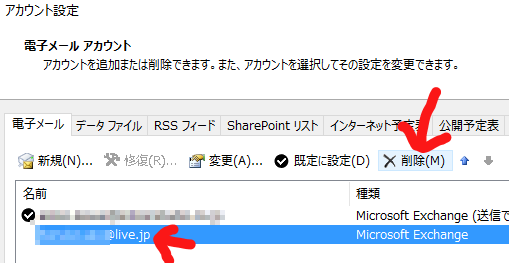 アカウント設定
電子メール アカウント
アカウントを追加または削除できます。また、アカウントを選択してその設定を変更できます。
電子メール データ ファイル RSS フィード SharePoint リスト インターネット予定表 公開予定表
新規(N)... 修復(R)... 変更(A)... 既定に設定(D) 削除(M)
名前 種類
Microsoft Exchange (送信で
@live.jp Microsoft Exchange